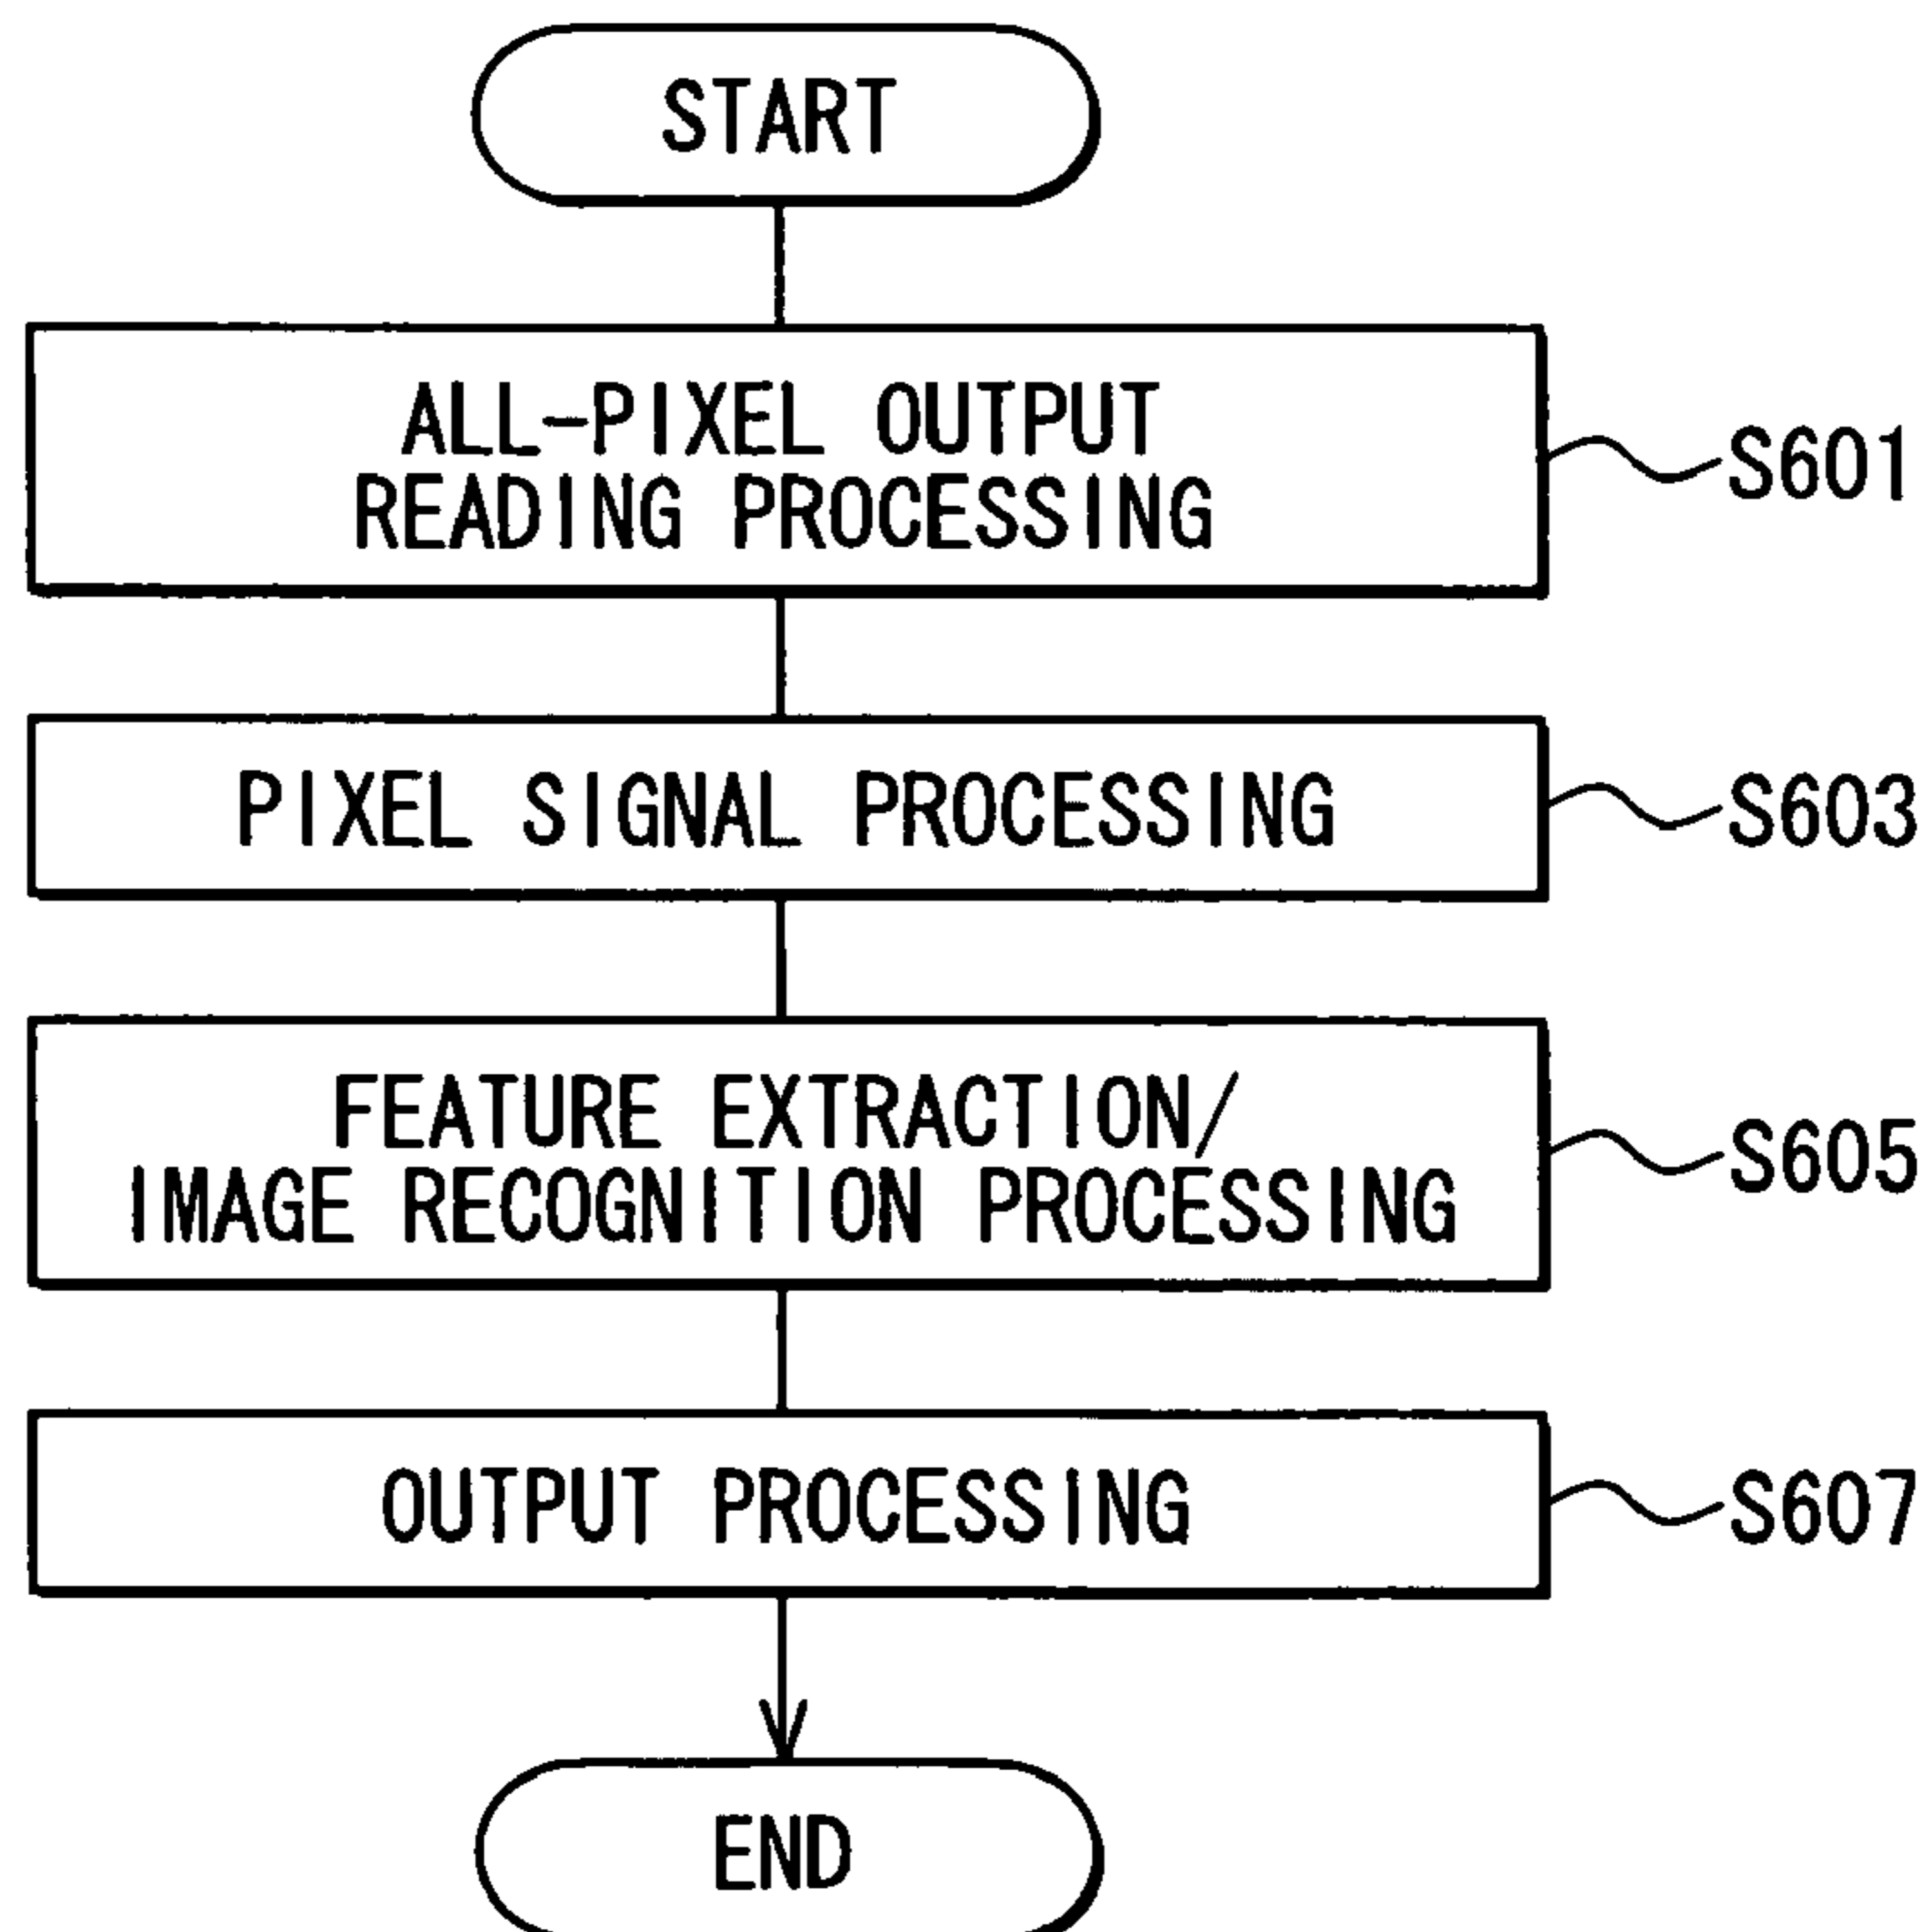 START
ALL-PIXEL OUTPUT
READING PROCESSING
S601
PIXEL SIGNAL PROCESSING
S603
FEATURE EXTRACTION/
IMAGE RECOGNITION PROCESSING
S605
OUTPUT PROCESSING
S607
END